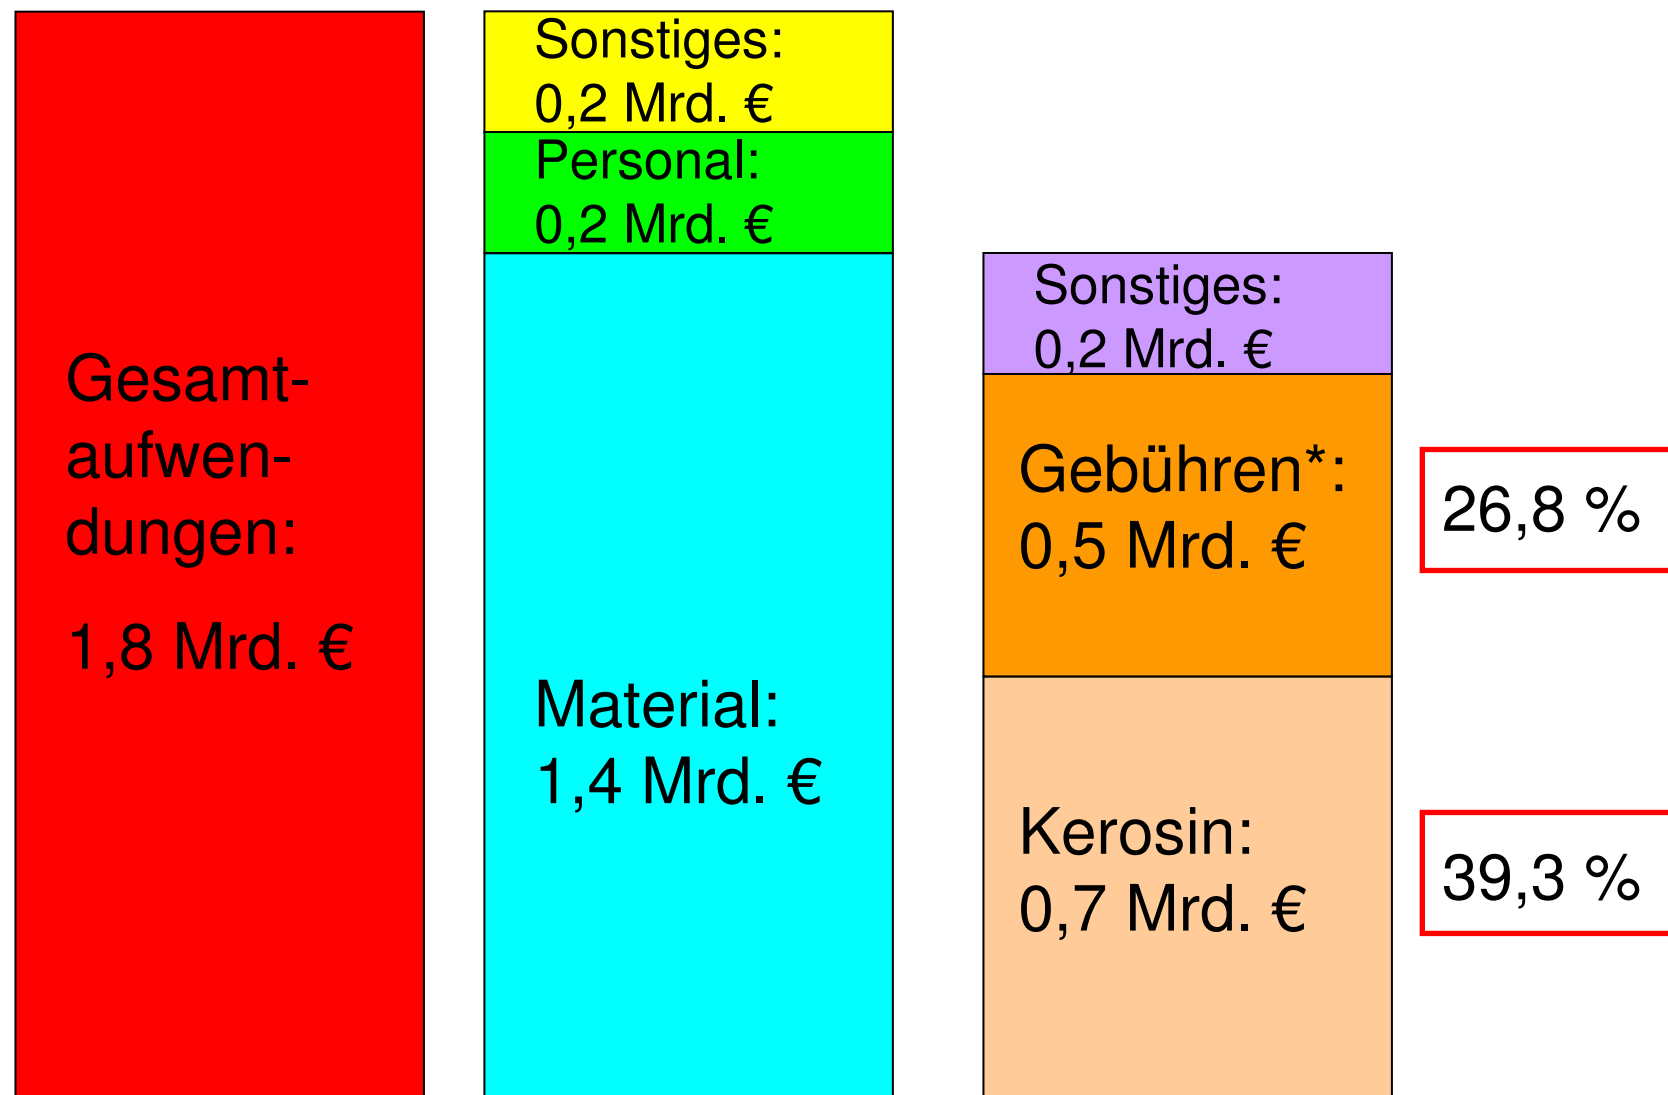 Gesamt-
aufwen-
dungen:
1,8 Mrd. €
Sonstiges:
0,2 Mrd. €
Personal:
0,2 Mrd. €
Material:
1,4 Mrd. €
Sonstiges:
0,2 Mrd. €
Gebühren*:
0,5 Mrd. €
Kerosin:
0,7 Mrd. €
26,8 %
39,3 %